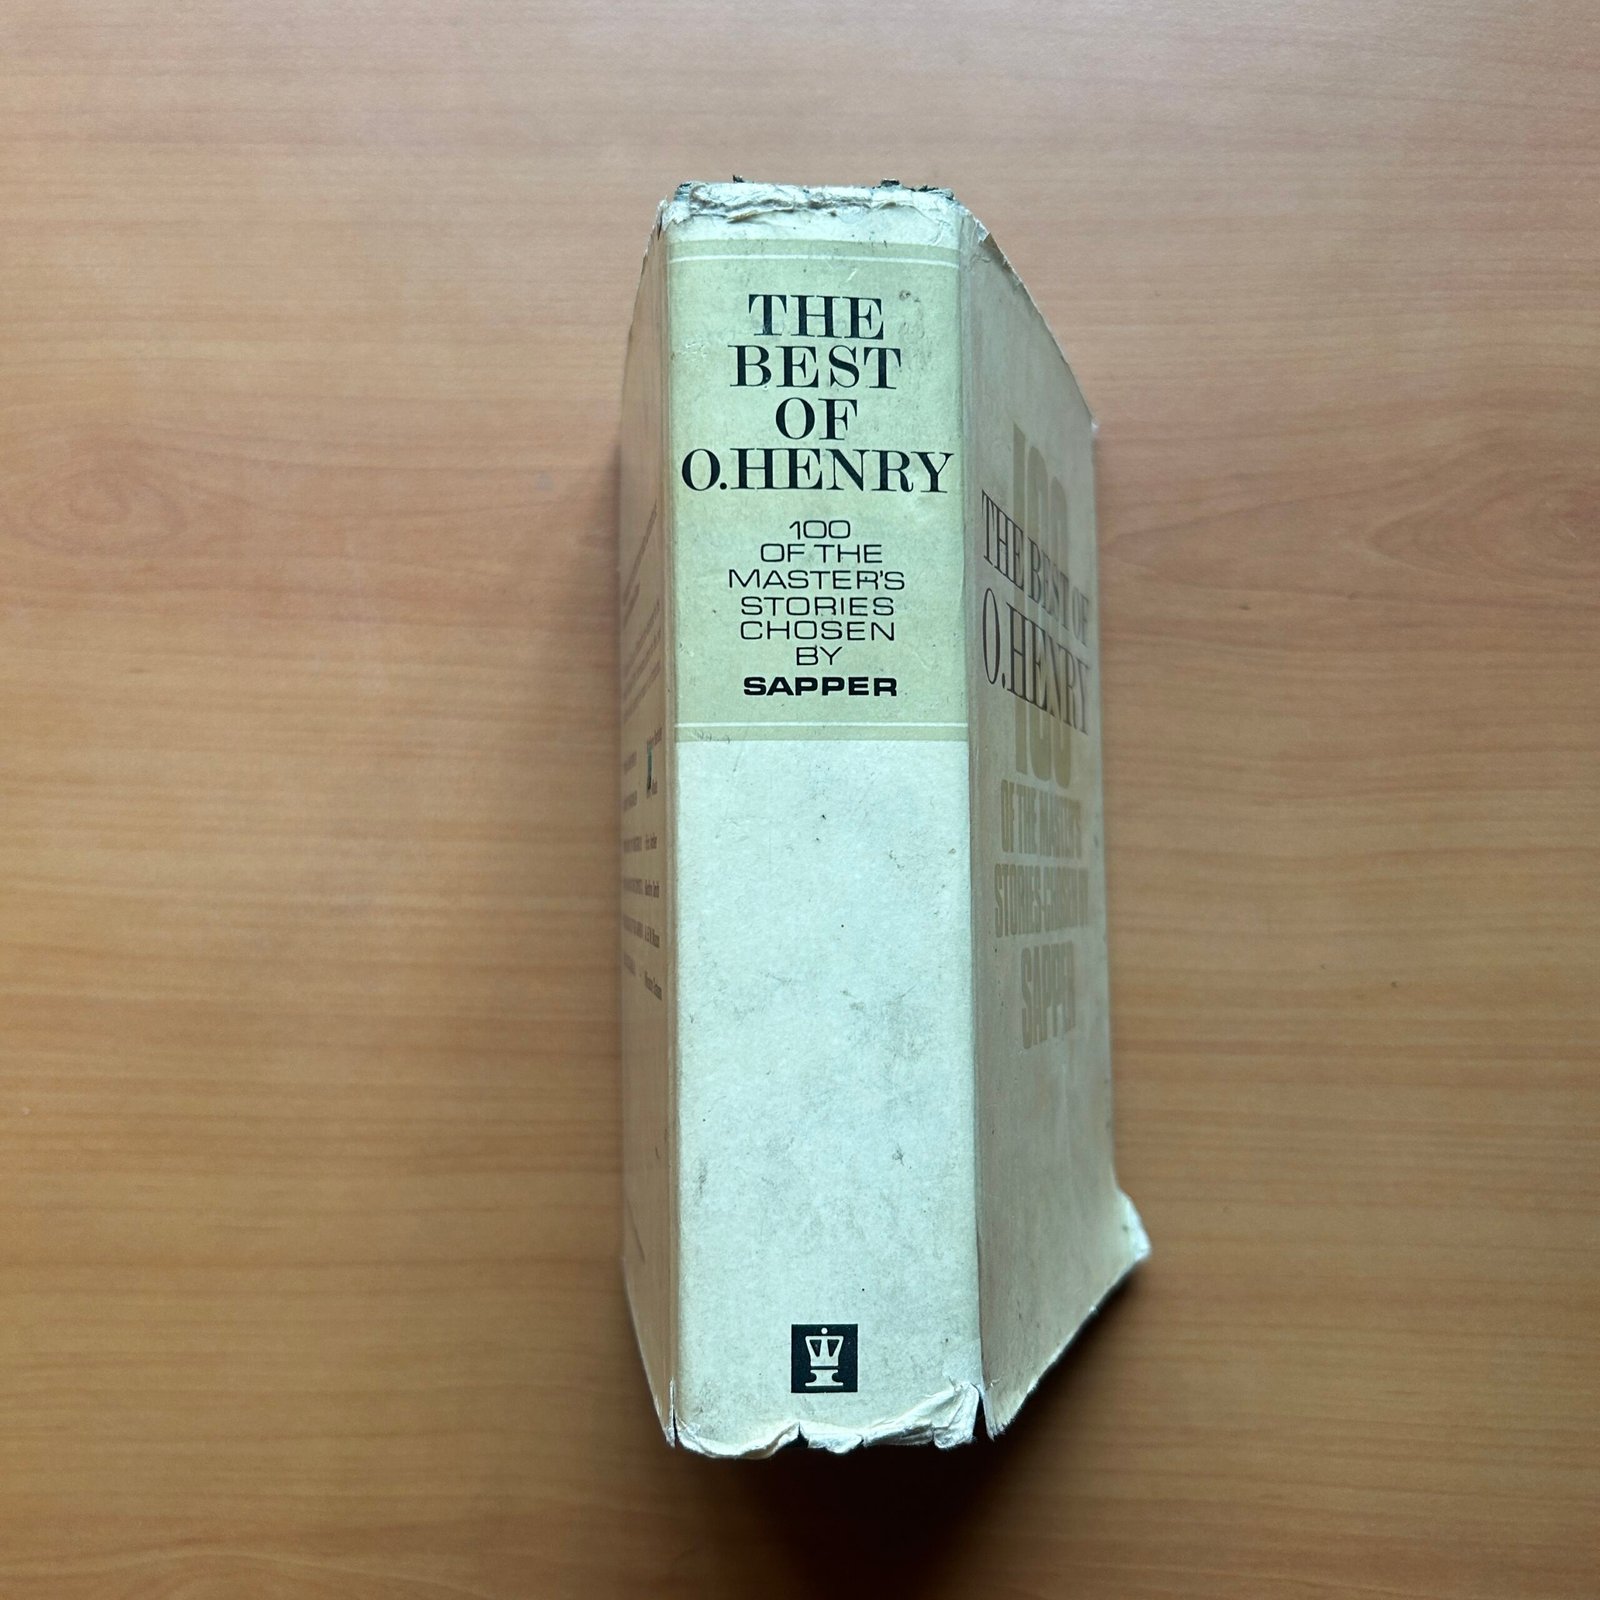 THE
BEST
OF
O.HENRY
100
OF THE
MASTER'S
STORIES
CHOSEN
BY
SAPPER
100
THE BEST OF
O.HENRY
100
OF THE MASTER'S
STORIES CHOSEN BY
SAPPER